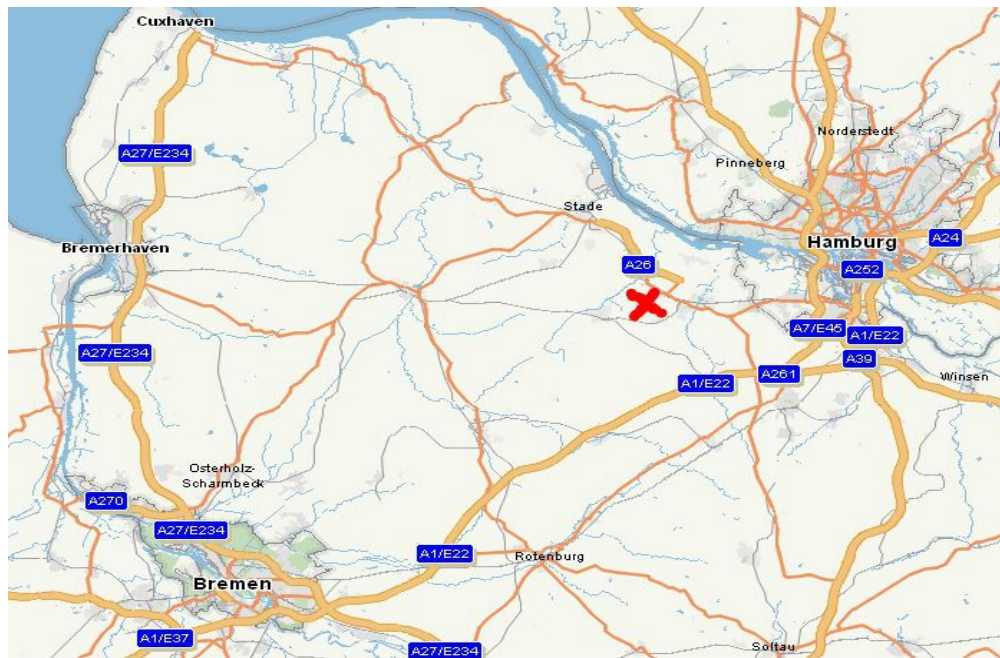 Cuxhaven
Norderstedt
A27/E234
Pinneberg
Stade
Hamburg
A24
Bremerhaven
A26
A252
A7/E45
A1/E22
A27/E234
A39
A261
Winsen
A1/E22
Osterholz-
Scharmbeck
A270
A27/E234
A1/E22
Rotenburg
Bremen
A1/E37
A27/E234
Soltau